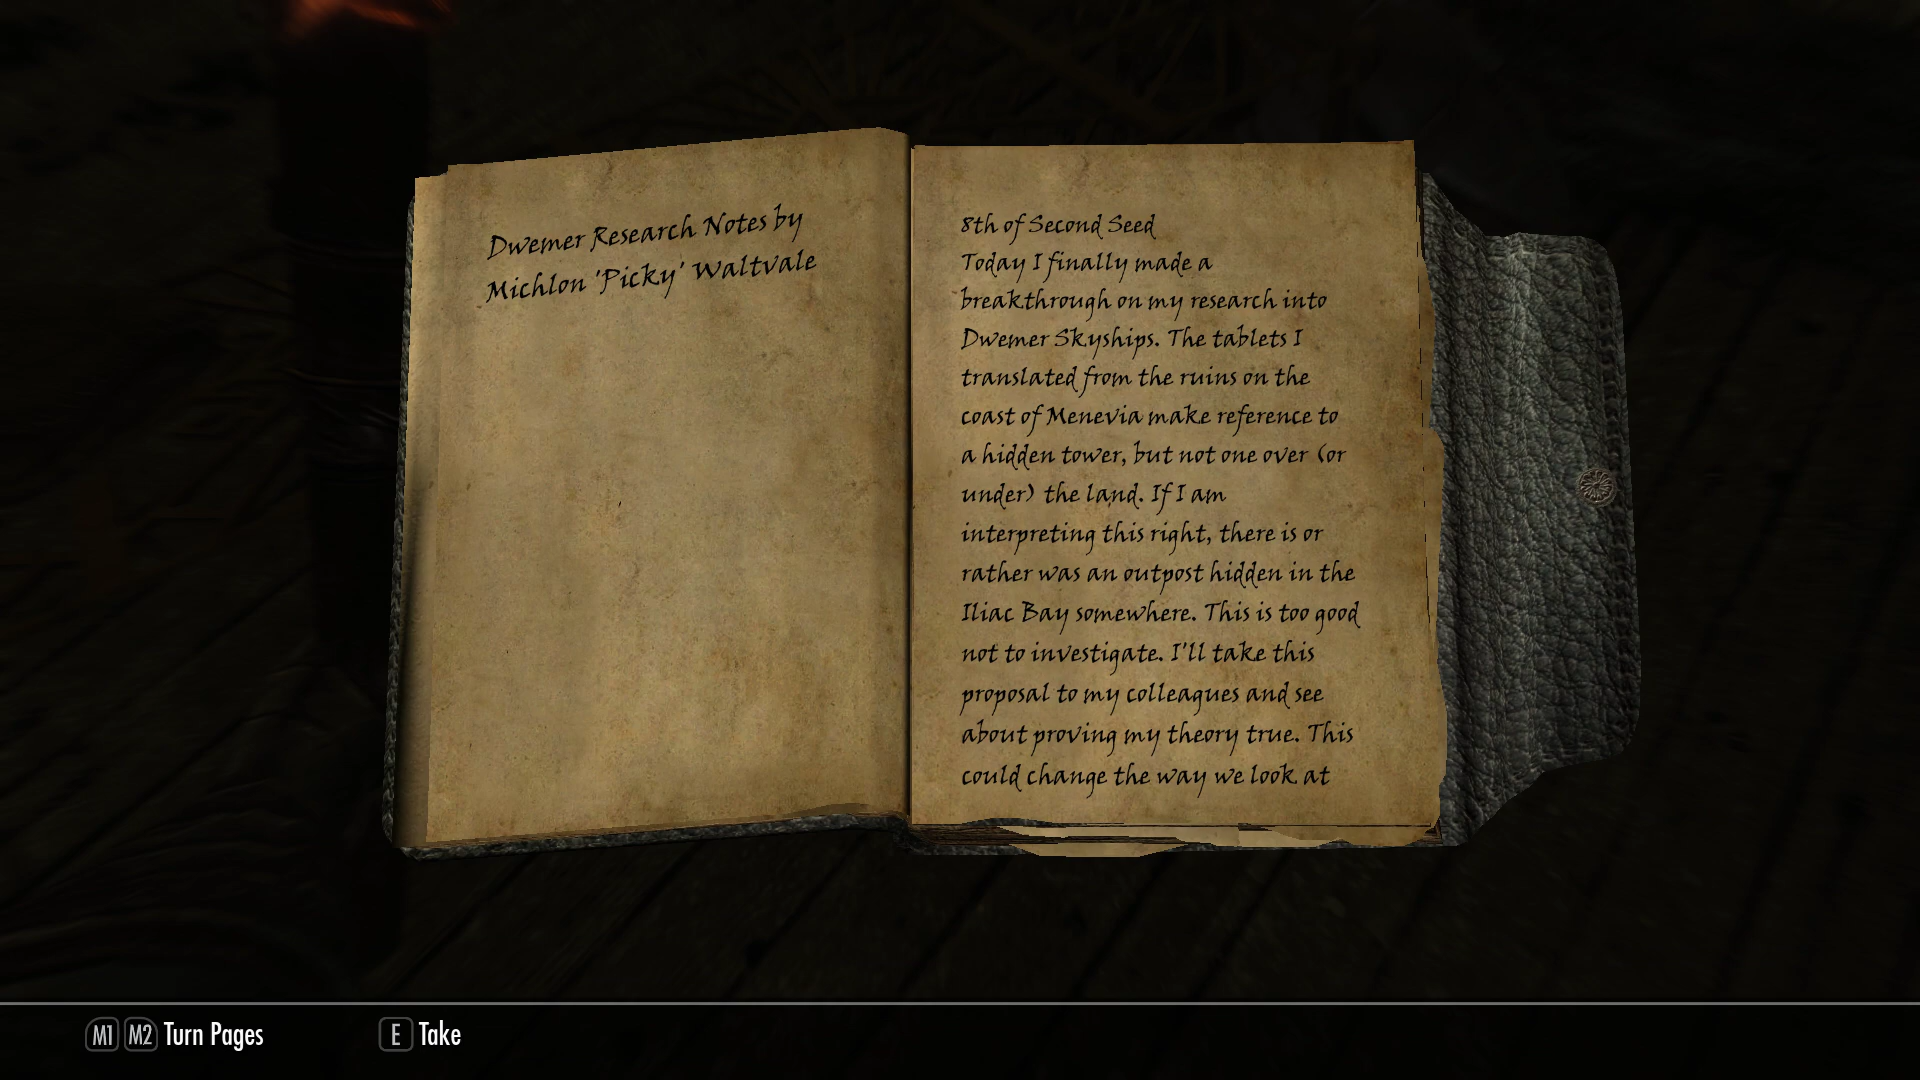 Dwemer Research Notes by
Michlon 'Picky' Waltvale
8th of Second Seed
Today I finally made a
breakthrough on my research into
Dwemer Skyships. The tablets I
translated from the ruins on the
coast of Menevia make reference to
a hidden tower, but not one over (or
under) the land. If I am
interpreting this right, there is or
rather was an outpost hidden in the
Iliac Bay somewhere. This is too good
not to investigate. I'll take this
proposal to my colleagues and see
about proving my theory true. This
could change the way we look at
M1 M2 Turn Pages
E Take